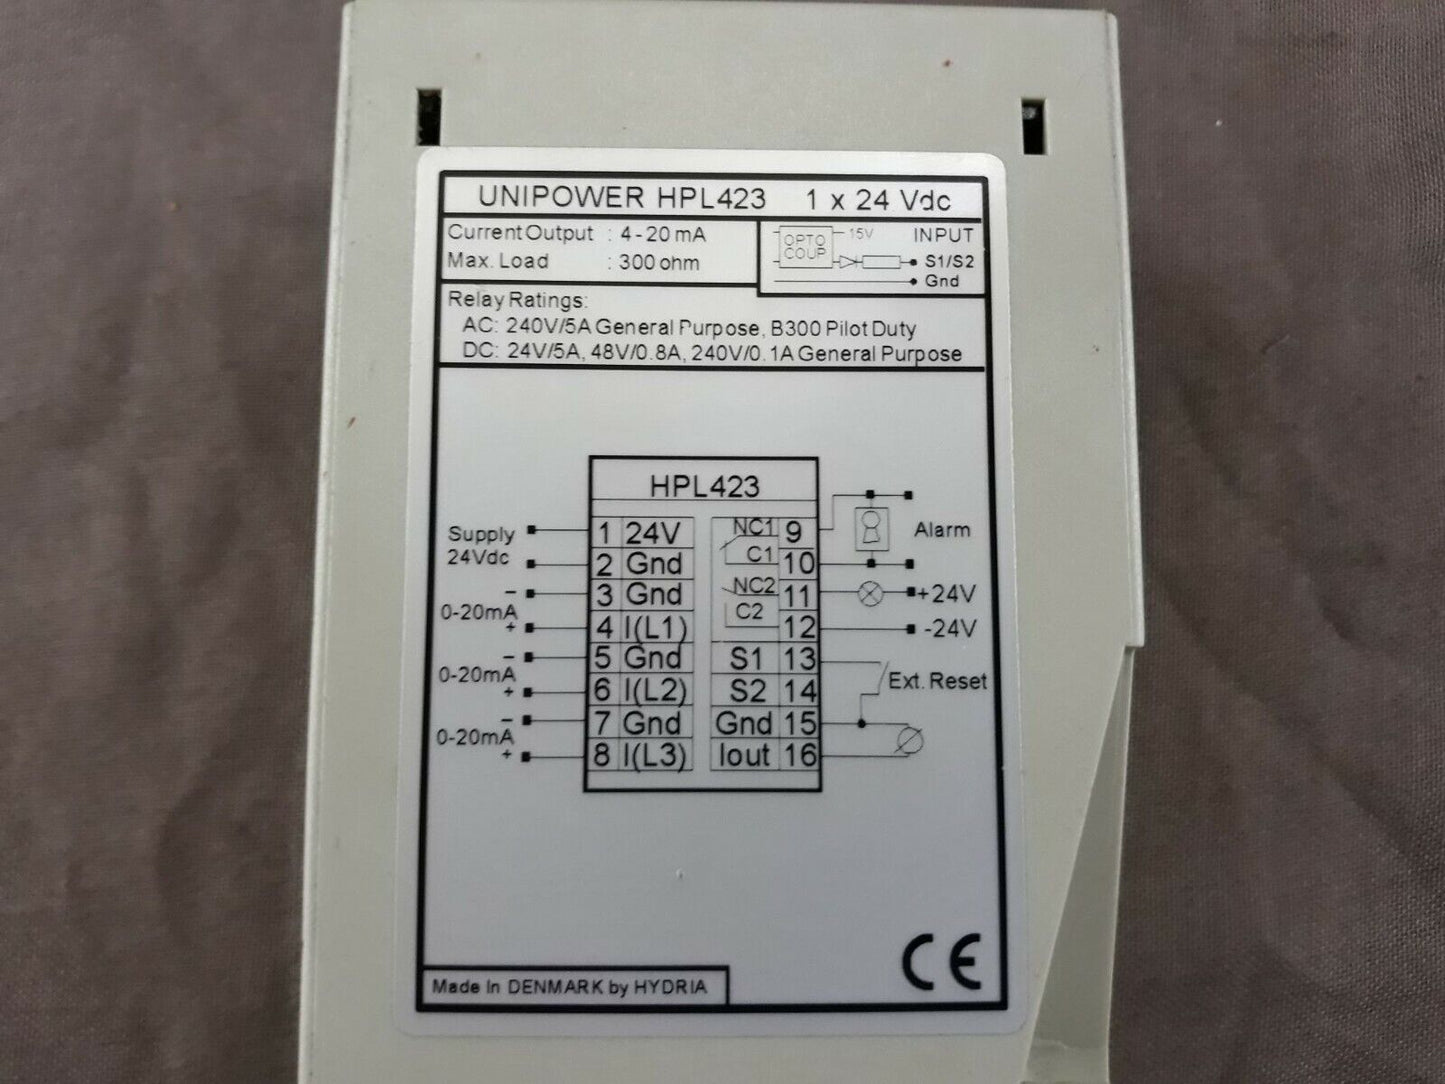 UNIPOWER HPL423 1 x 24 Vdc
Current Output : 4-20 mA
Max. Load : 300 ohm
OPTO COUP
15V
INPUT
S1/S2
Gnd
Relay Ratings:
AC: 240V/5A General Purpose, B300 Pilot Duty
DC: 24V/5A, 48V/0.8A, 240V/0.1A General Purpose
HPL423
Supply
24Vdc
1 24V
2 Gnd
- 3 Gnd
0-20mA
+ 4 I(L1)
- 5 Gnd
0-20mA
+ 6 I(L2)
- 7 Gnd
0-20mA
+ 8 I(L3)
NC1 9
Alarm
C1 10
NC2 11 +24V
C2 12 -24V
S1 13
Ext. Reset
S2 14
Gnd 15
Iout 16
CE
Made In DENMARK by HYDRIA